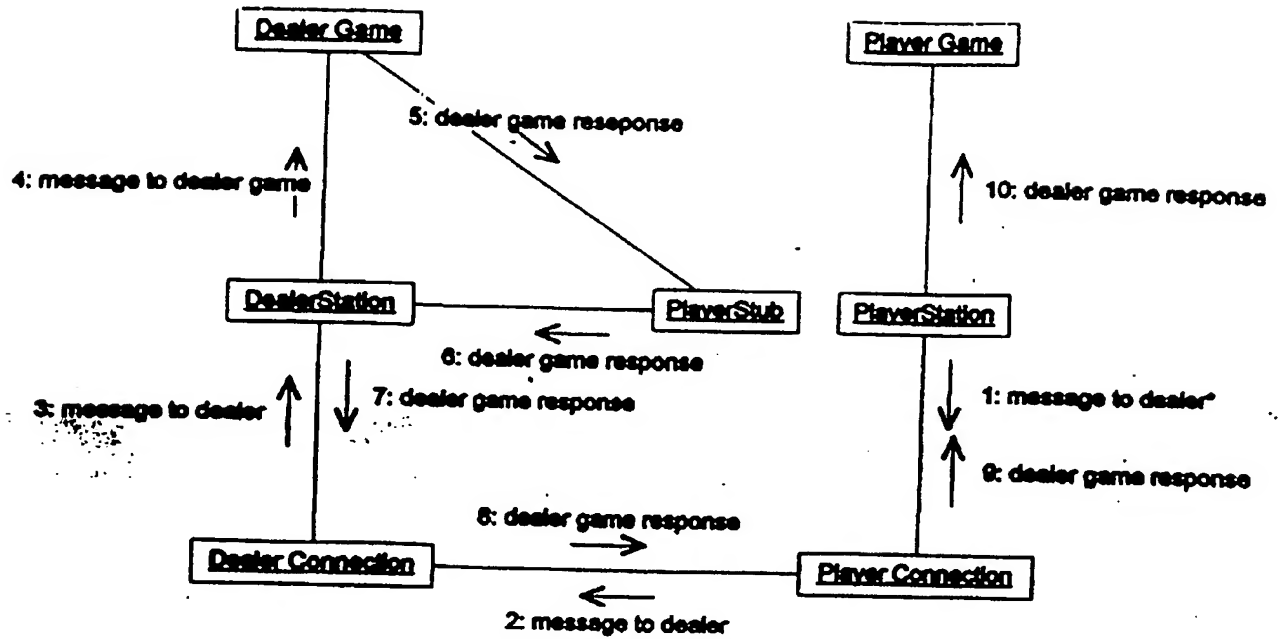 Dealer Game
Player Game
5: dealer game reseponse
4: message to dealer game
10: dealer game response
DealerStation
PlayerStub
PlayerStation
6: dealer game response
3: message to dealer
7: dealer game response
1: message to dealer*
9: dealer game response
8: dealer game response
Dealer Connection
Player Connection
2: message to dealer